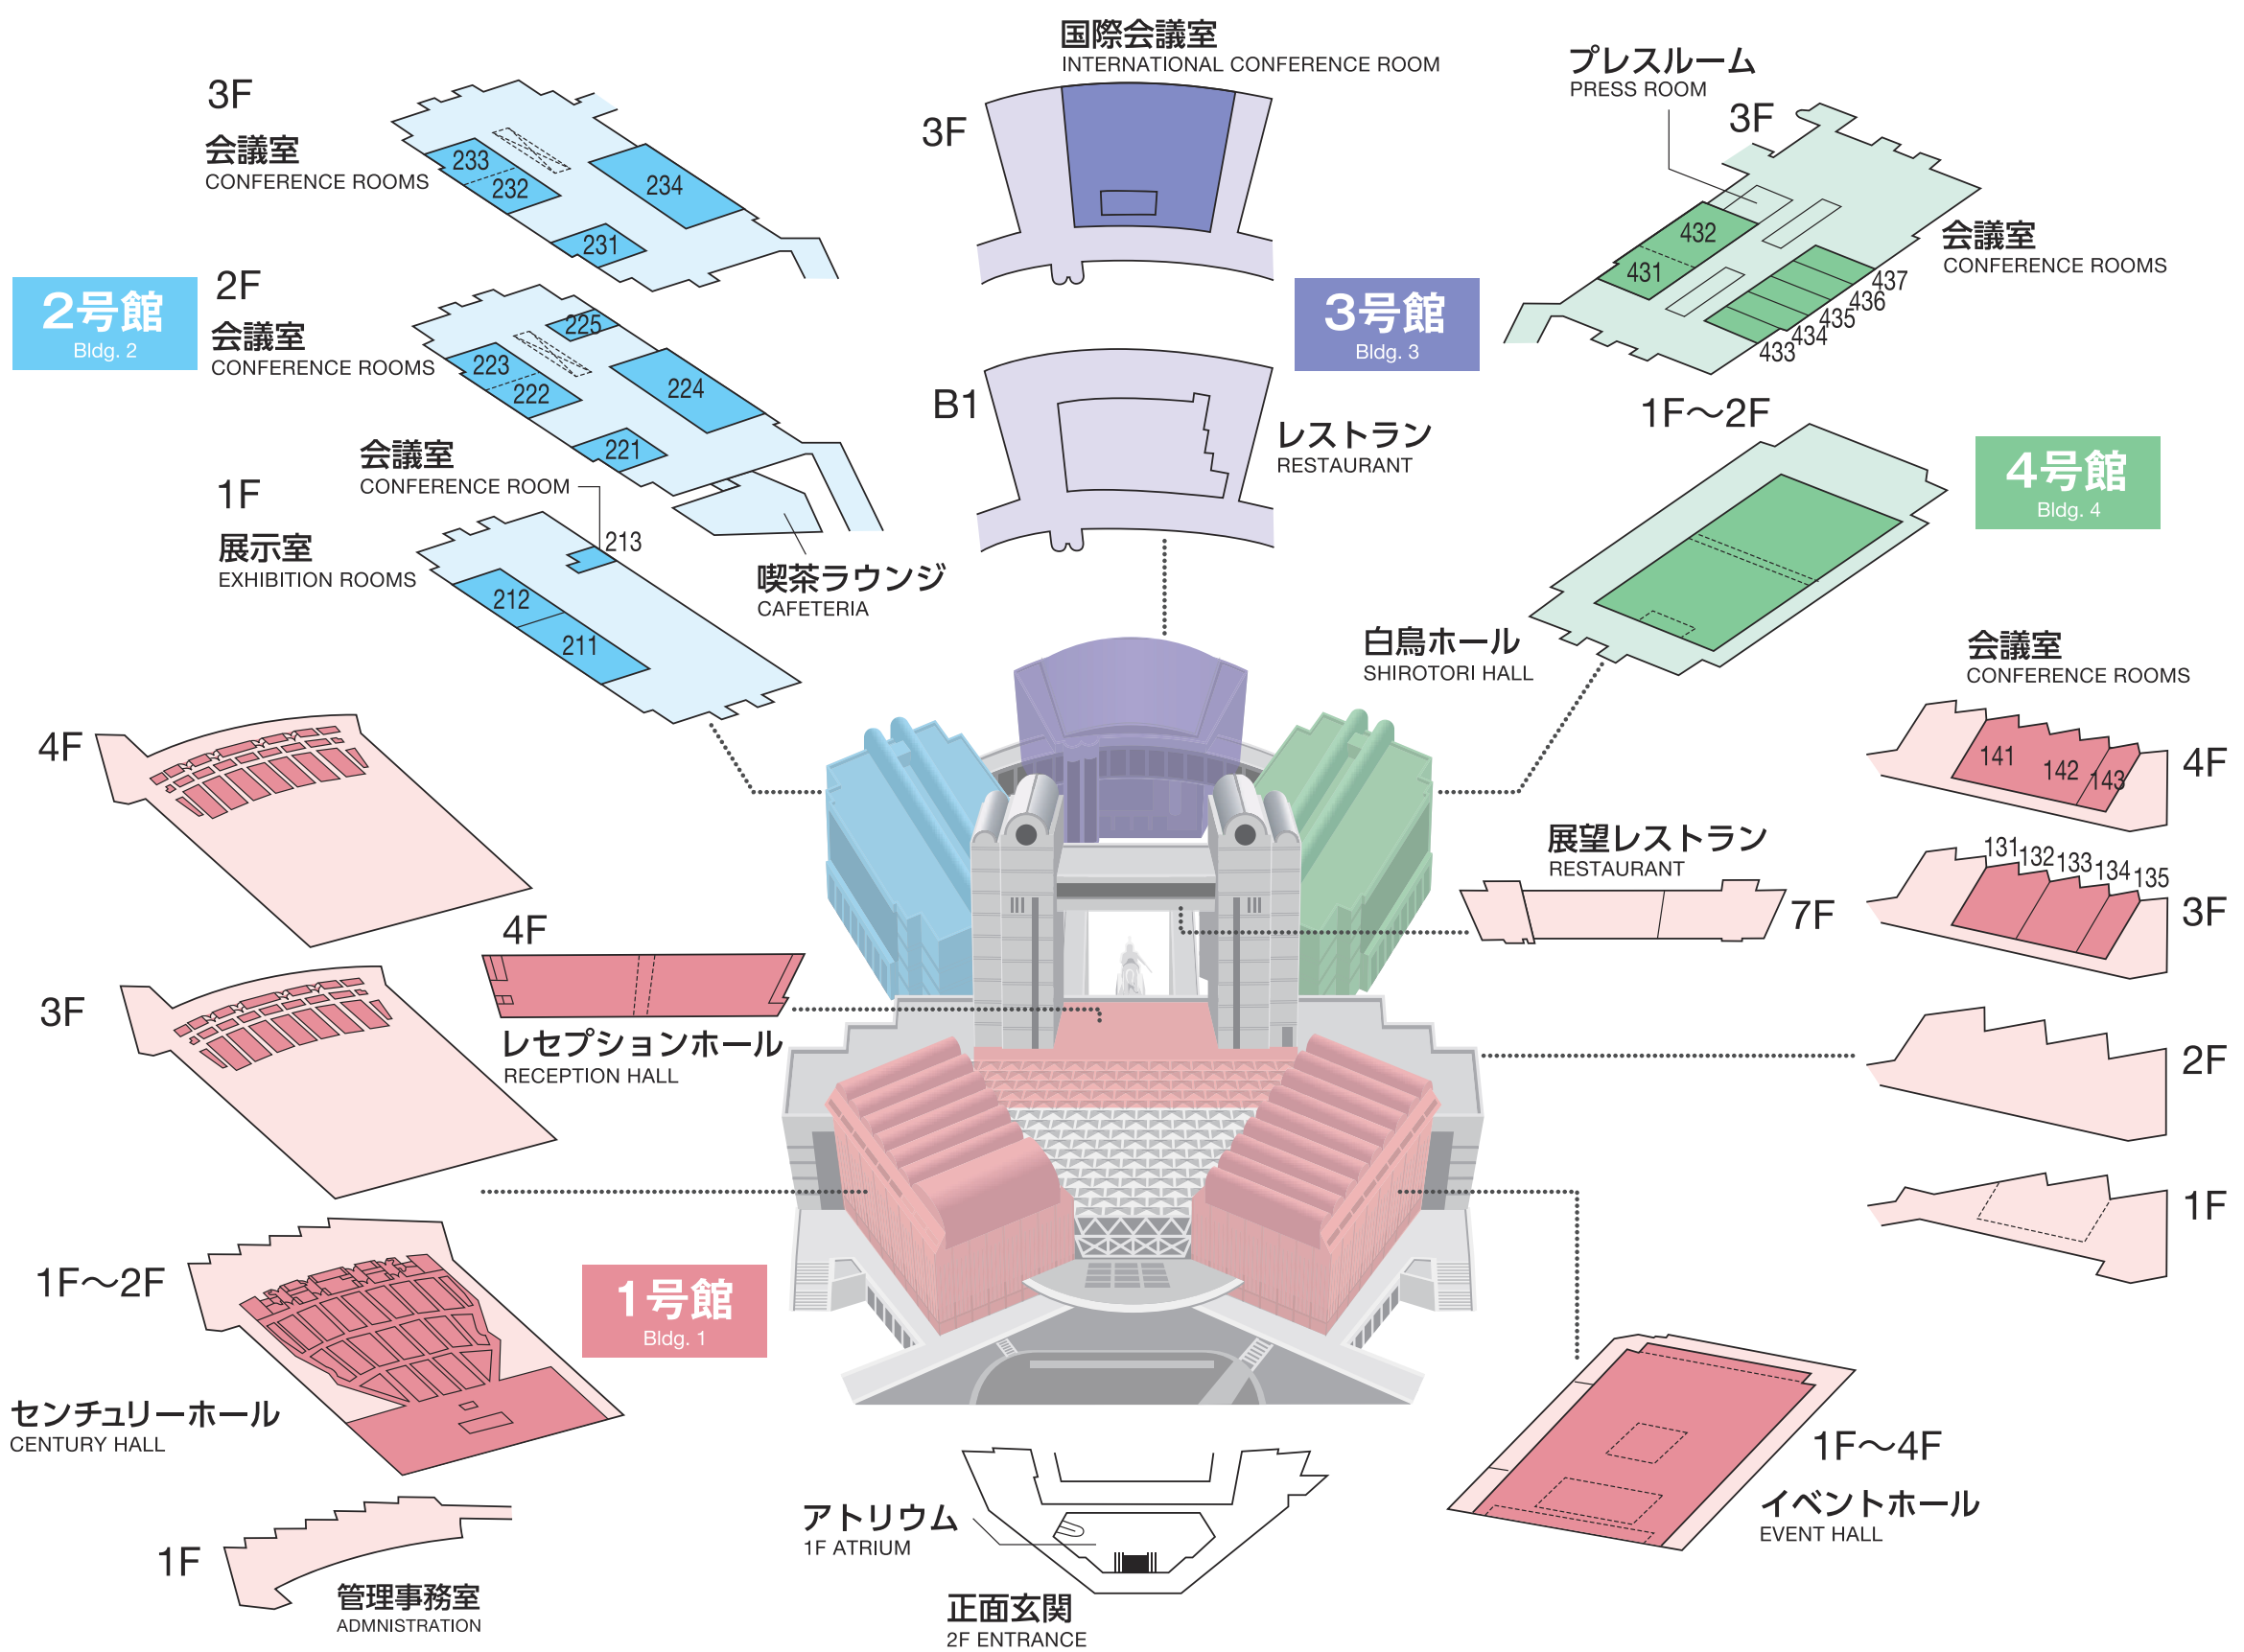 国際会議室
INTERNATIONAL CONFERENCE ROOM
3F
3F
会議室
CONFERENCE ROOMS
233
232
234
231
2号館
Bldg. 2
2F
会議室
CONFERENCE ROOMS
225
223
222
224
221
会議室
CONFERENCE ROOM
1F
展示室
EXHIBITION ROOMS
213
212
211
喫茶ラウンジ
CAFETERIA
3号館
Bldg. 3
B1
レストラン
RESTAURANT
プレスルーム
PRESS ROOM
3F
432
431
会議室
CONFERENCE ROOMS
437
436
435
434
433
1F〜2F
4号館
Bldg. 4
白鳥ホール
SHIROTORI HALL
会議室
CONFERENCE ROOMS
141
142
143
4F
131
132
133
134
135
3F
2F
1F
展望レストラン
RESTAURANT
7F
4F
4F
レセプションホール
RECEPTION HALL
3F
1F〜2F
1号館
Bldg. 1
センチュリーホール
CENTURY HALL
1F
管理事務室
ADMNISTRATION
アトリウム
1F ATRIUM
正面玄関
2F ENTRANCE
1F〜4F
イベントホール
EVENT HALL